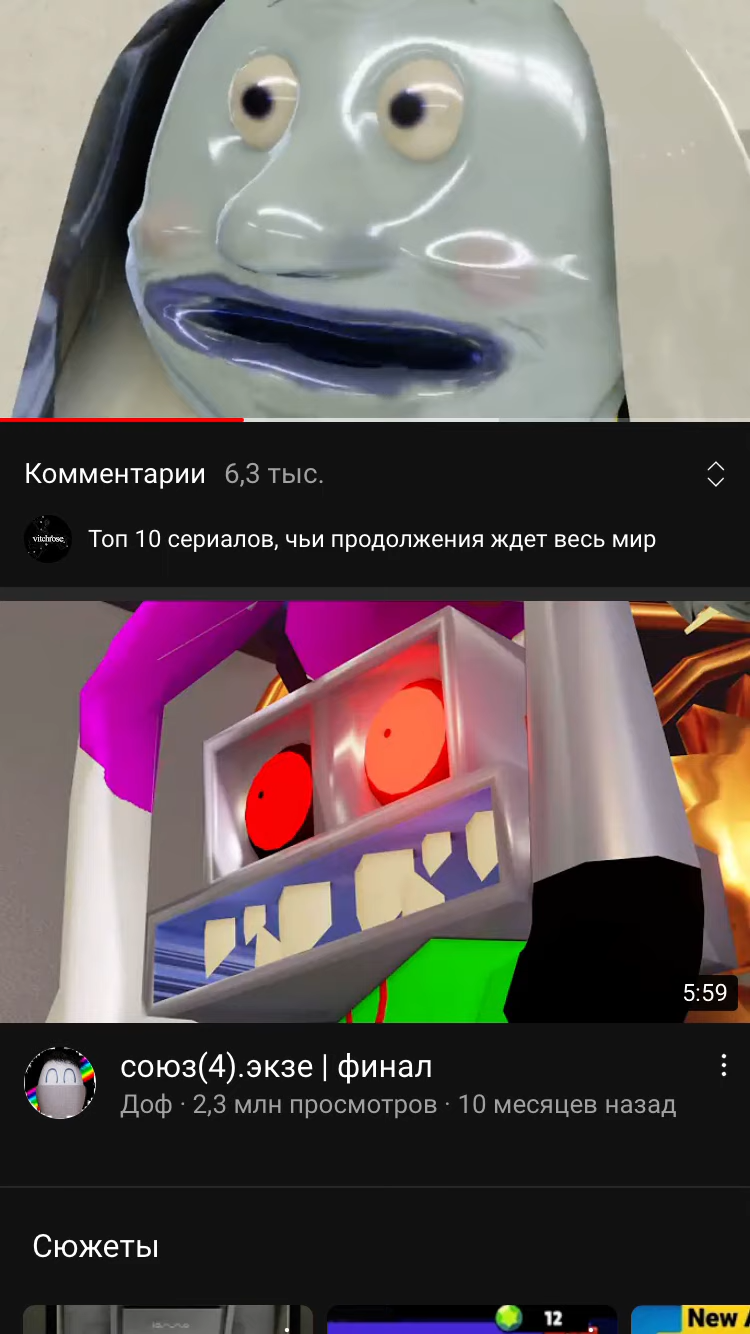 Комментарии 6,3 тыс.
vitchrose
Топ 10 сериалов, чьи продолжения ждет весь мир
5:59
союз(4).экзе | финал
Доф · 2,3 млн просмотров · 10 месяцев назад
Сюжеты
12
New